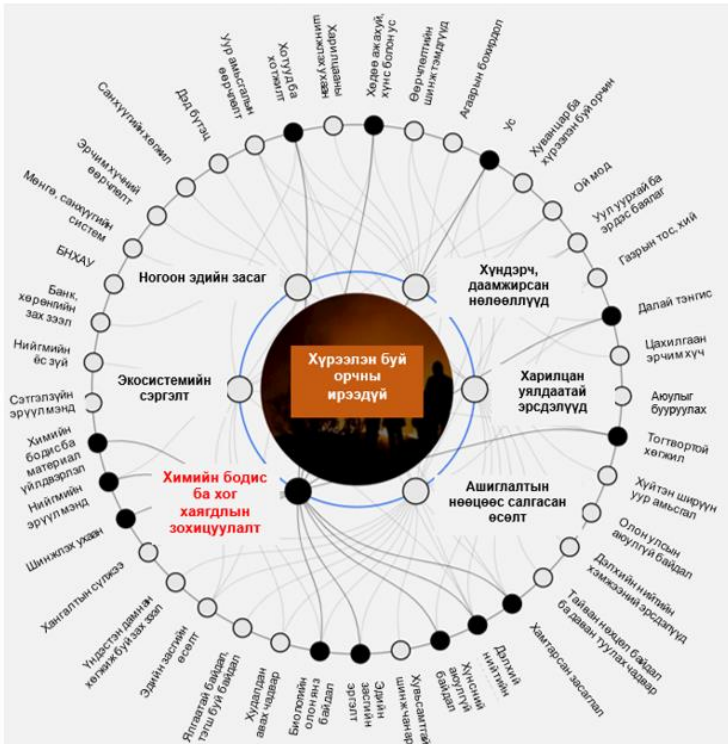 Хүрээлэн буй
орчны
ирээдүй
Ногоон эдийн засаг
Хүндэрч,
даамжирсан
нөлөөллүүд
Экосистемийн
сэргэлт
Харилцан
уялдаатай
эрсдэлүүд
Химийн бодис
ба хог
хаягдлын
зохицуулалт
Ашиглалтын
нөөцөөс салгасан
өсөлт
Уур амьсгалын
өөрчлөлт
Хотууд ба
хотжилт
Харилцааны
Хөдөө ажахуй,
хүнс болон ус
Өөрчлөлтийн
шинж тэмдгүүд
Агаарын бохирдол
Ус
Хуванцар ба
хүрээлэн буй орчин
Ой мод
Уул уурхай ба
эрдэс баялаг
Газрын тос, хий
Далай тэнгис
Цахилгаан
эрчим хүч
Аюулыг
бууруулах
Тогтвортой
хөгжил
Хүйтэн ширүүн
уур амьсгал
Олон улсын
аюулгүй байдал
Дэлхийн нийтийн
хэмжээний эрсдэлүүд
Тайван нөхцөл байдал
ба даван туулах чадвар
Хамтарсан засаглал
Дэлхий
нийтийн
Хүнсний
аюулгүй
байдал
Хувьсамтгай
шинжчанар
Эдийн
засгийн
эргэлт
Биологийн
олон янз
байдал
Худалдан
авах чадвар
Ялгаатай байдал,
тэгш бус байдал
Эдийн засгийн
өсөлт
Үндэстэн дамнан
хөгжиж буй зах зээл
Хангалтын сүлжээ
Шинжлэх ухаан
Нийгмийн
эрүүл мэнд
Химийн
бодис ба
материал
үйлдвэрлэл
Сэтгэлзүйн
эрүүл мэнд
Нийгмийн
ёс зүй
Банк,
хөрөнгийн
зах зээл
БНХАУ
Мөнгө, санхүүгийн
систем
Эрчим хүчний
өөрчлөлт
Санхүүгийн хөгжил
Дэд бүтэц